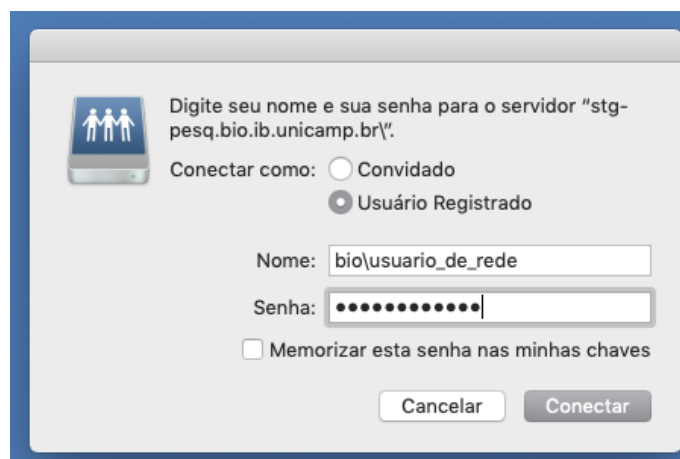 Digite seu nome e sua senha para o servidor “stg-
pesq.bio.ib.unicamp.br\”.
Conectar como: Convidado
Usuário Registrado
Nome: bio\usuario_de_rede
Senha: ●●●●●●●●●●●●
Memorizar esta senha nas minhas chaves
Cancelar Conectar